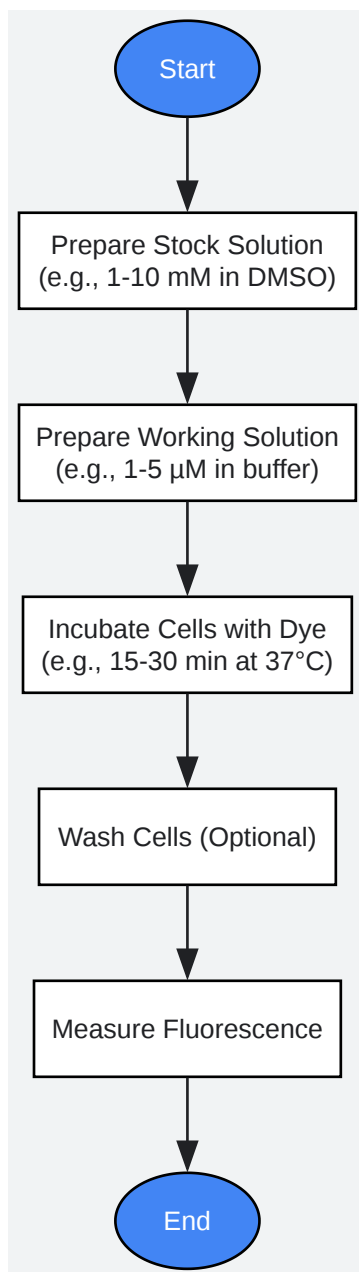 Start
Prepare Stock Solution
(e.g., 1-10 mM in DMSO)
Prepare Working Solution
(e.g., 1-5 µM in buffer)
Incubate Cells with Dye
(e.g., 15-30 min at 37°C)
Wash Cells (Optional)
Measure Fluorescence
End